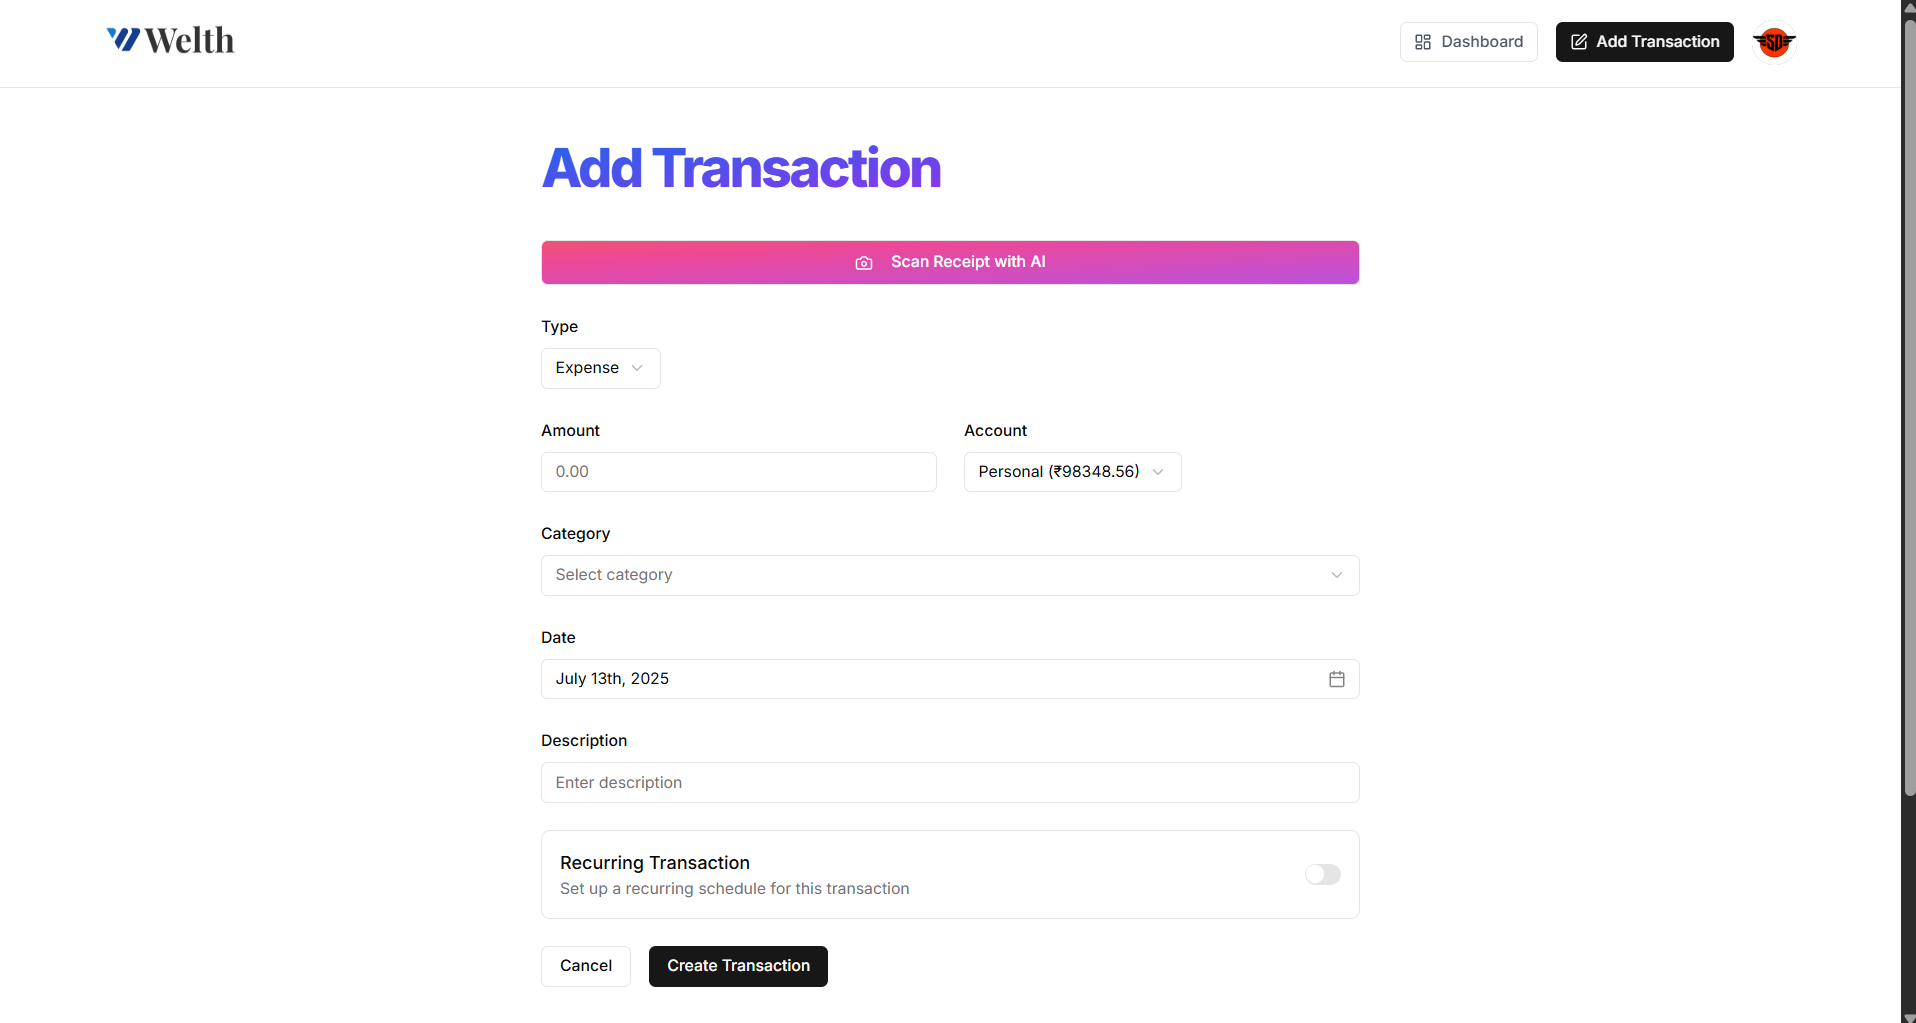 Welth
Dashboard
Add Transaction
SD
Add Transaction
Scan Receipt with AI
Type
Expense
Amount
Account
0.00
Personal (₹98348.56)
Category
Select category
Date
July 13th, 2025
Description
Enter description
Recurring Transaction
Set up a recurring schedule for this transaction
Cancel
Create Transaction